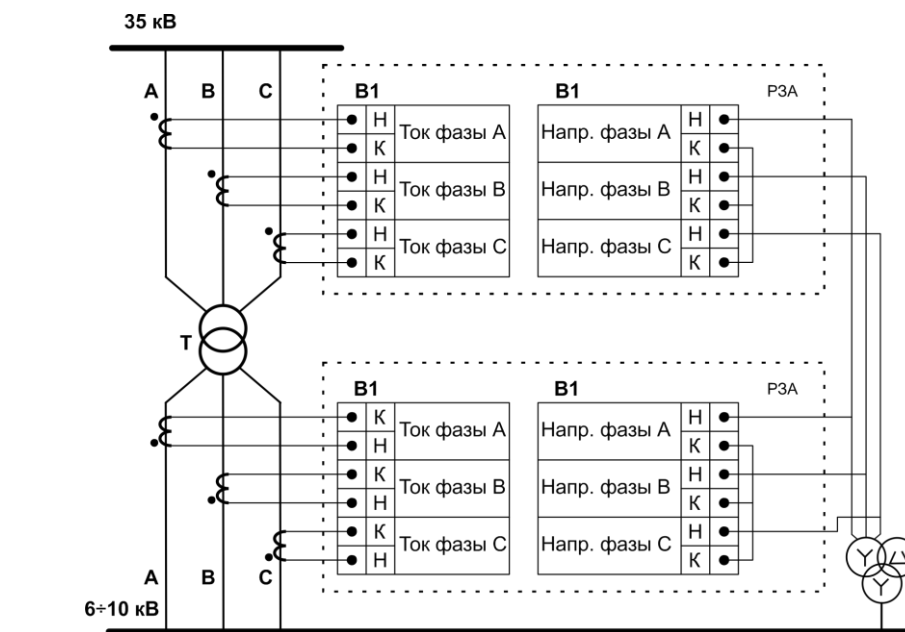 35 кВ
А В С В1 В1 РЗА
Н Ток фазы А Напр. фазы А Н
К К
Н Ток фазы В Напр. фазы В Н
К К
Н Ток фазы С Напр. фазы С Н
К К
Т
В1 В1 РЗА
К Ток фазы А Напр. фазы А Н
Н К
К Ток фазы В Напр. фазы В Н
Н К
К Ток фазы С Напр. фазы С Н
Н К
А В С
6÷10 кВ